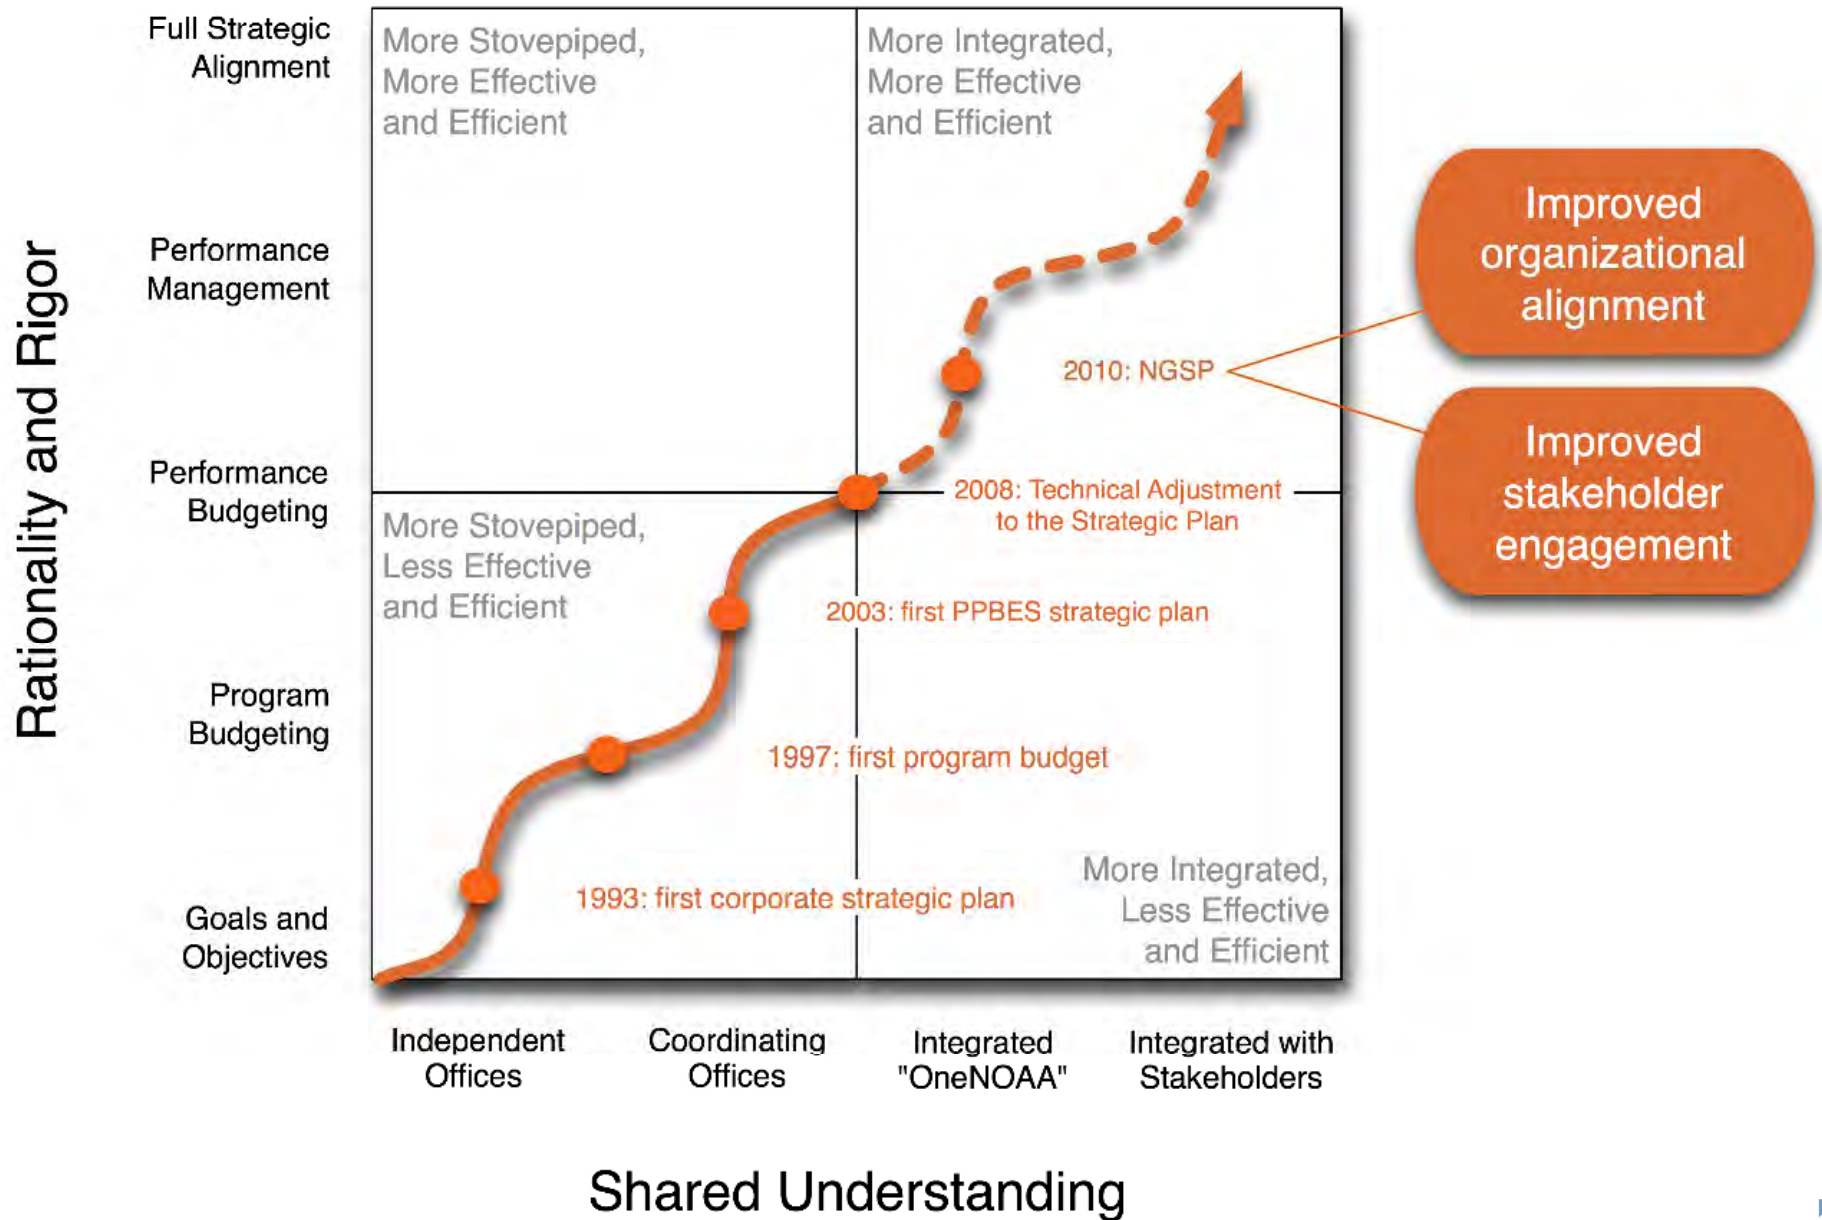 Full Strategic
Alignment
More Stovepiped,
More Effective
and Efficient
More Integrated,
More Effective
and Efficient
Improved
organizational
alignment
Performance
Management
Rationality and Rigor
2010: NGSP
Improved
stakeholder
engagement
Performance
Budgeting
2008: Technical Adjustment
to the Strategic Plan
More Stovepiped,
Less Effective
and Efficient
2003: first PPBES strategic plan
Program
Budgeting
1997: first program budget
More Integrated,
Less Effective
and Efficient
1993: first corporate strategic plan
Goals and
Objectives
Independent
Offices
Coordinating
Offices
Integrated
"OneNOAA"
Integrated with
Stakeholders
Shared Understanding